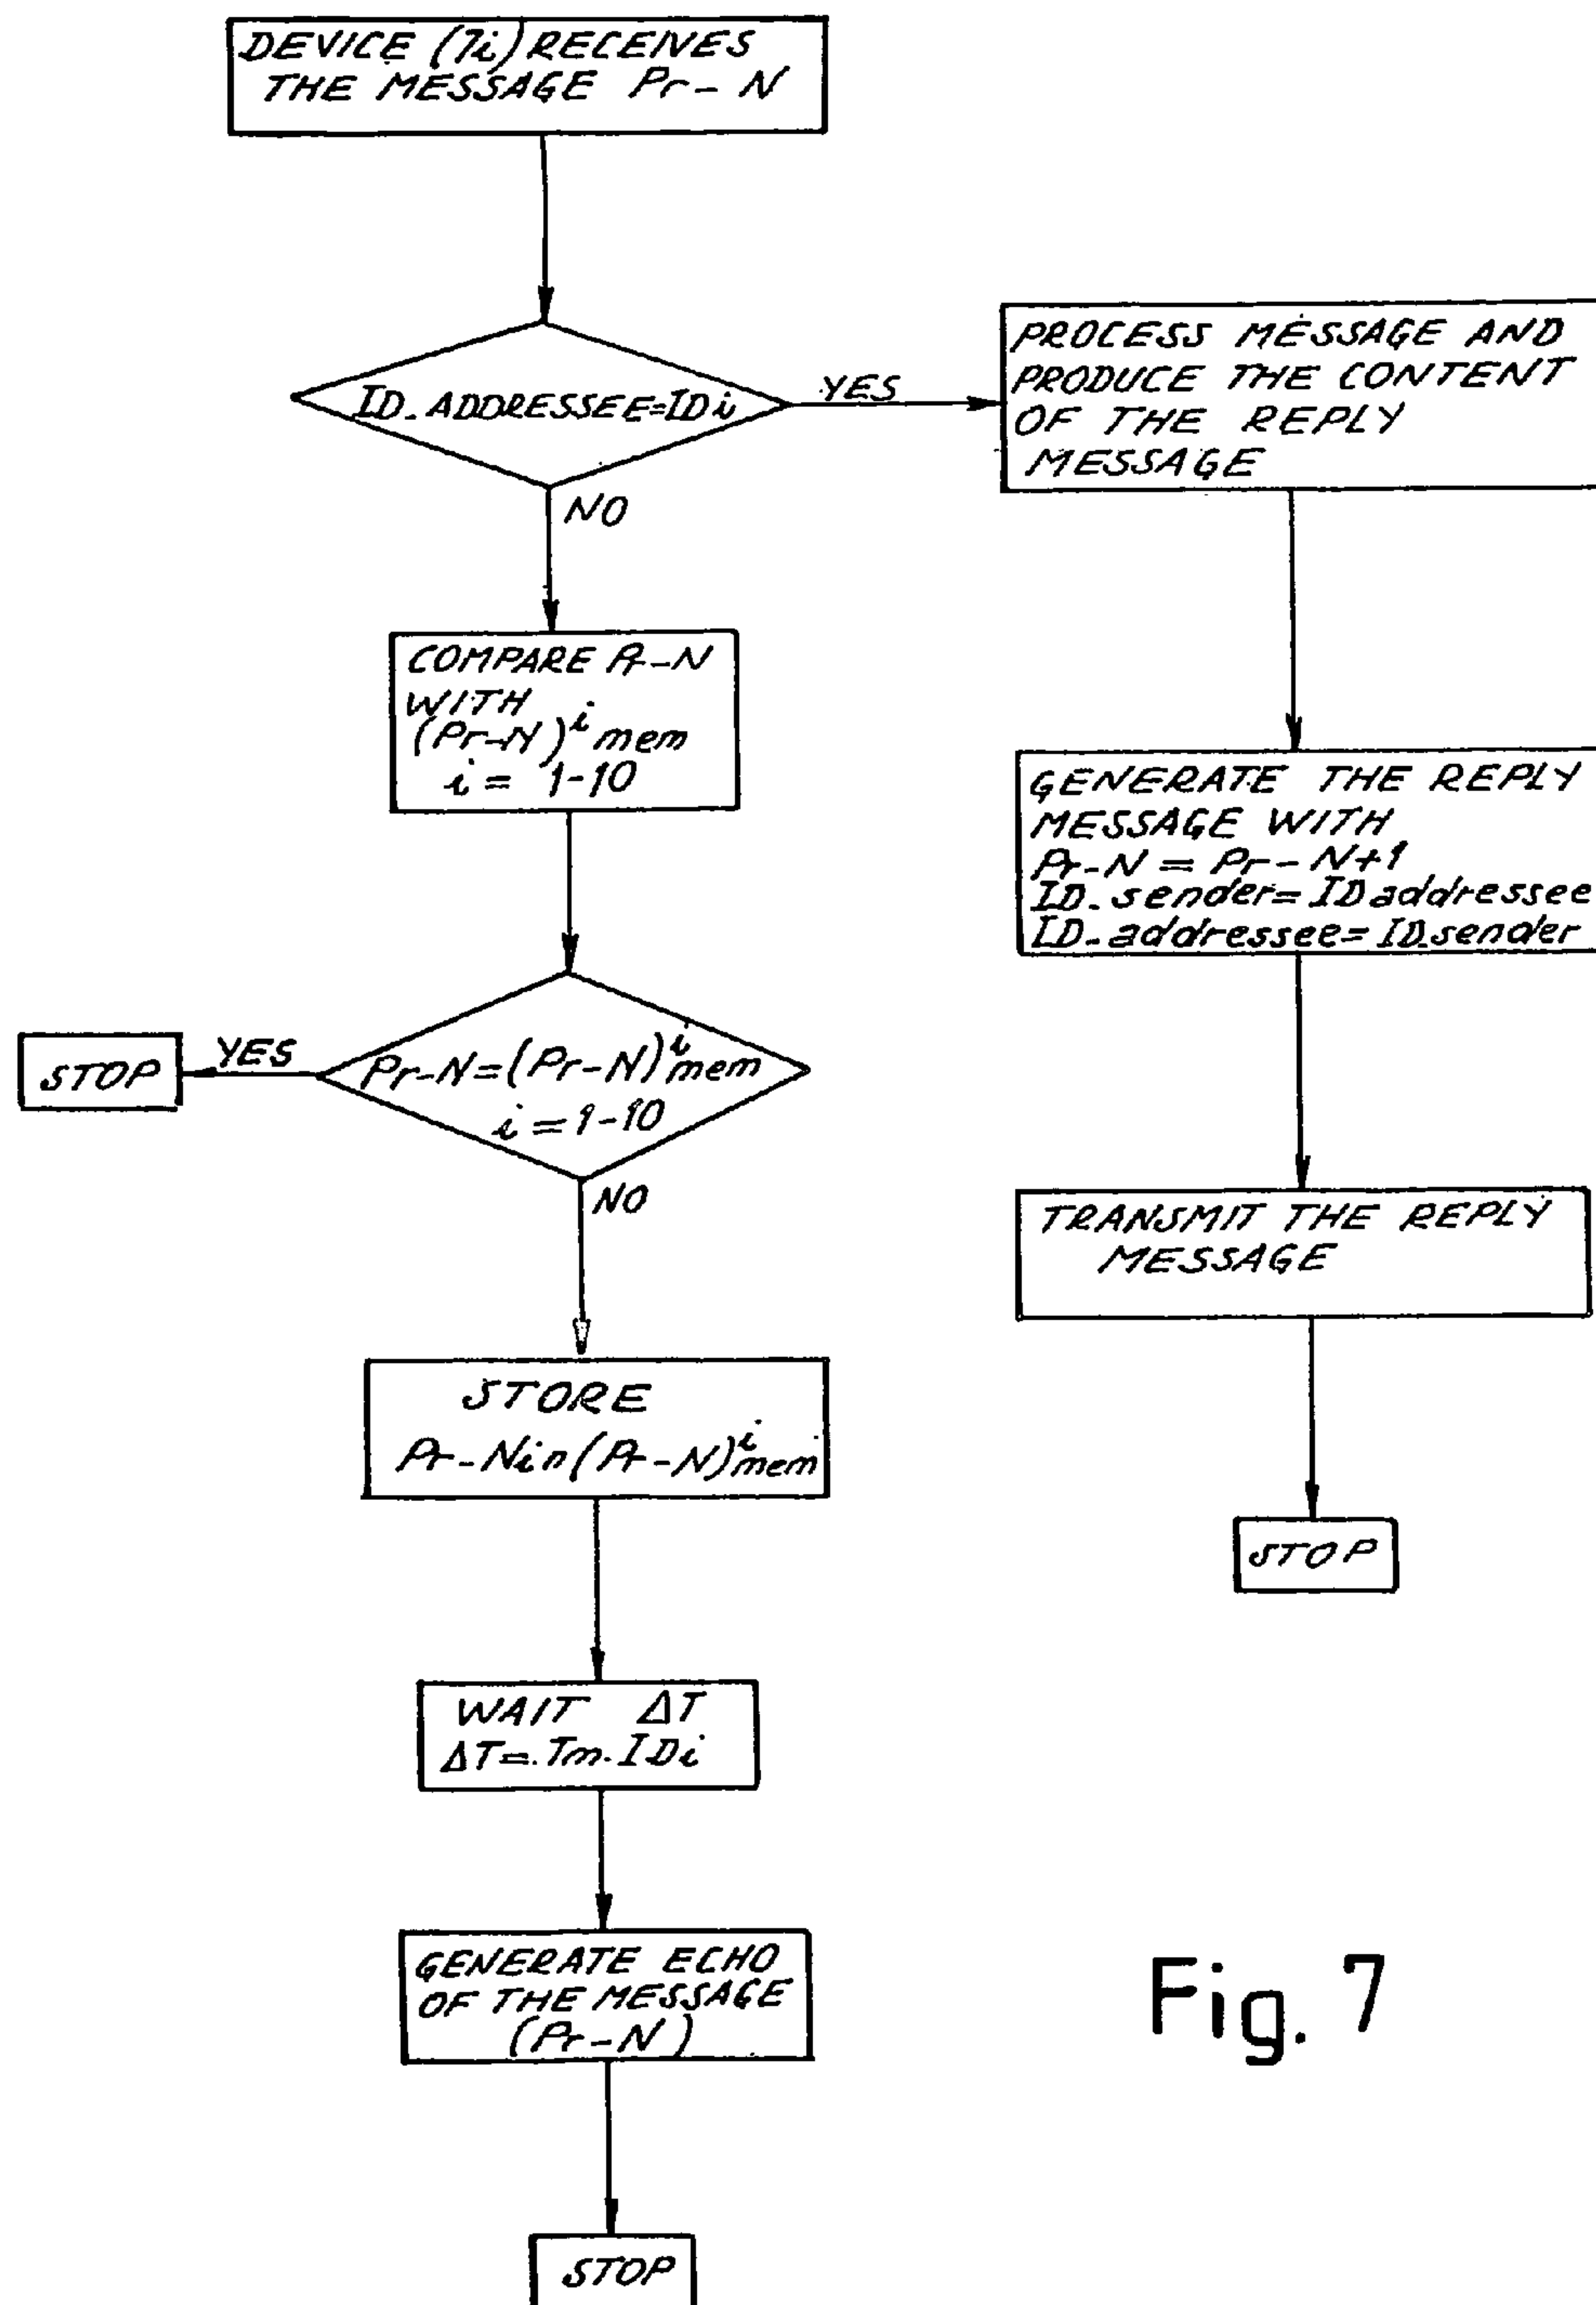 DEVICE (7i) RECEIVES
THE MESSAGE Pr-N
ID-ADDRESSEE=IDi
YES
NO
PROCESS MESSAGE AND
PRODUCE THE CONTENT
OF THE REPLY
MESSAGE
COMPARE Pr-N
WITH
(Pr-N)^i mem
i = 1-10
GENERATE THE REPLY
MESSAGE WITH
Pr-N = Pr-N+1
ID-sender= IDaddressee
ID-addressee= ID-sender
STOP
YES
Pr-N=(Pr-N)^i mem
i=1-10
NO
TRANSMIT THE REPLY
MESSAGE
STORE
Pr-N in (Pr-N)^i mem
STOP
WAIT ΔT
ΔT=.Tm.IDi
GENERATE ECHO
OF THE MESSAGE
(Pr-N)
STOP
Fig. 7